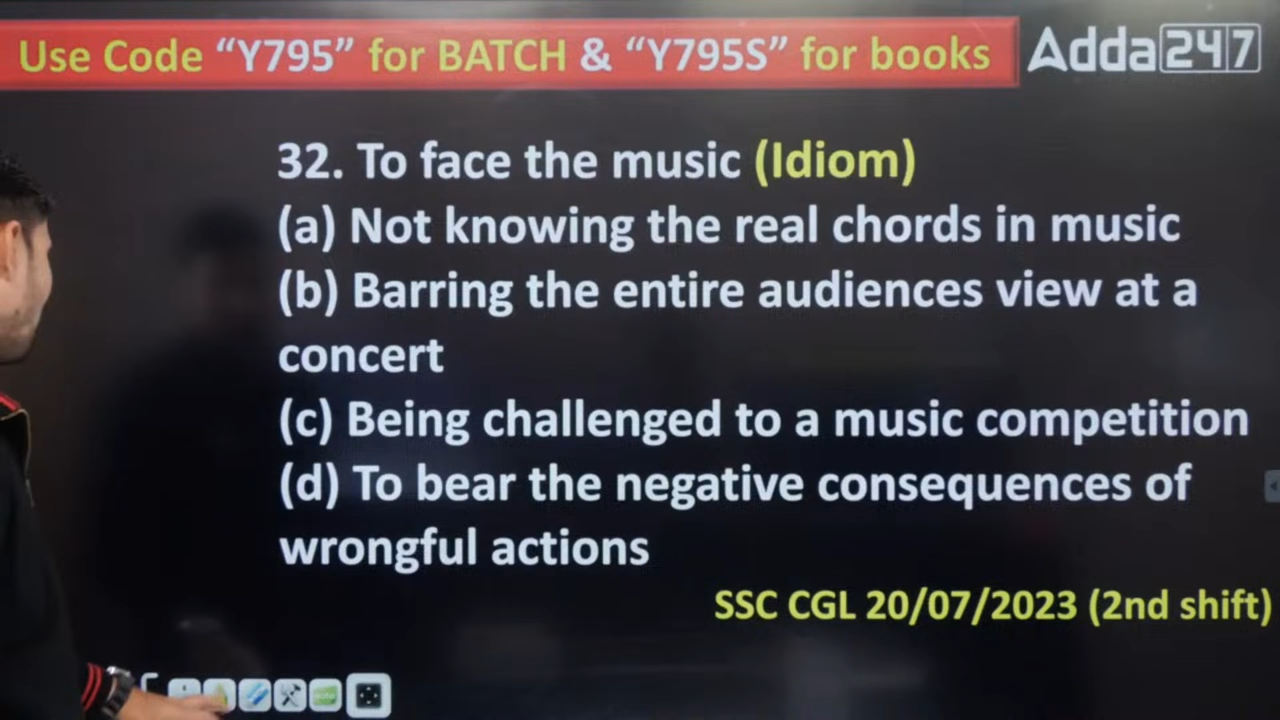 Use Code “Y795” for BATCH & “Y795S” for books
Adda247
32. To face the music (Idiom)
(a) Not knowing the real chords in music
(b) Barring the entire audiences view at a
concert
(c) Being challenged to a music competition
(d) To bear the negative consequences of
wrongful actions
SSC CGL 20/07/2023 (2nd shift)